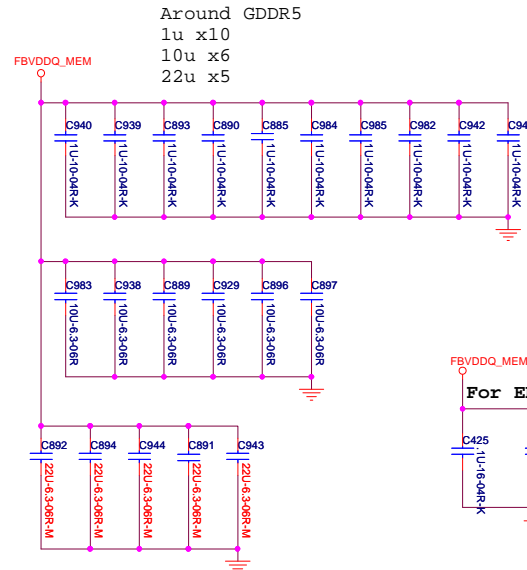 Around GDDR5
1u x10
10u x6
22u x5
FBVDDQ_MEM
C940 C939 C893 C890 C885 C984 C985 C982 C942
1U-10-04R-K 1U-10-04R-K 1U-10-04R-K 1U-10-04R-K 1U-10-04R-K 1U-10-04R-K 1U-10-04R-K 1U-10-04R-K 1U-10-04R-K 1U-10-04R-K
C983 C938 C889 C929 C896 C897
10U-6.3-06R 10U-6.3-06R 10U-6.3-06R 10U-6.3-06R 10U-6.3-06R 10U-6.3-06R
FBVDDQ_MEM
For
C425
.1U-16-04R-K
C892 C894 C944 C891 C943
22U-6.3-06R-M 22U-6.3-06R-M 22U-6.3-06R-M 22U-6.3-06R-M 22U-6.3-06R-M